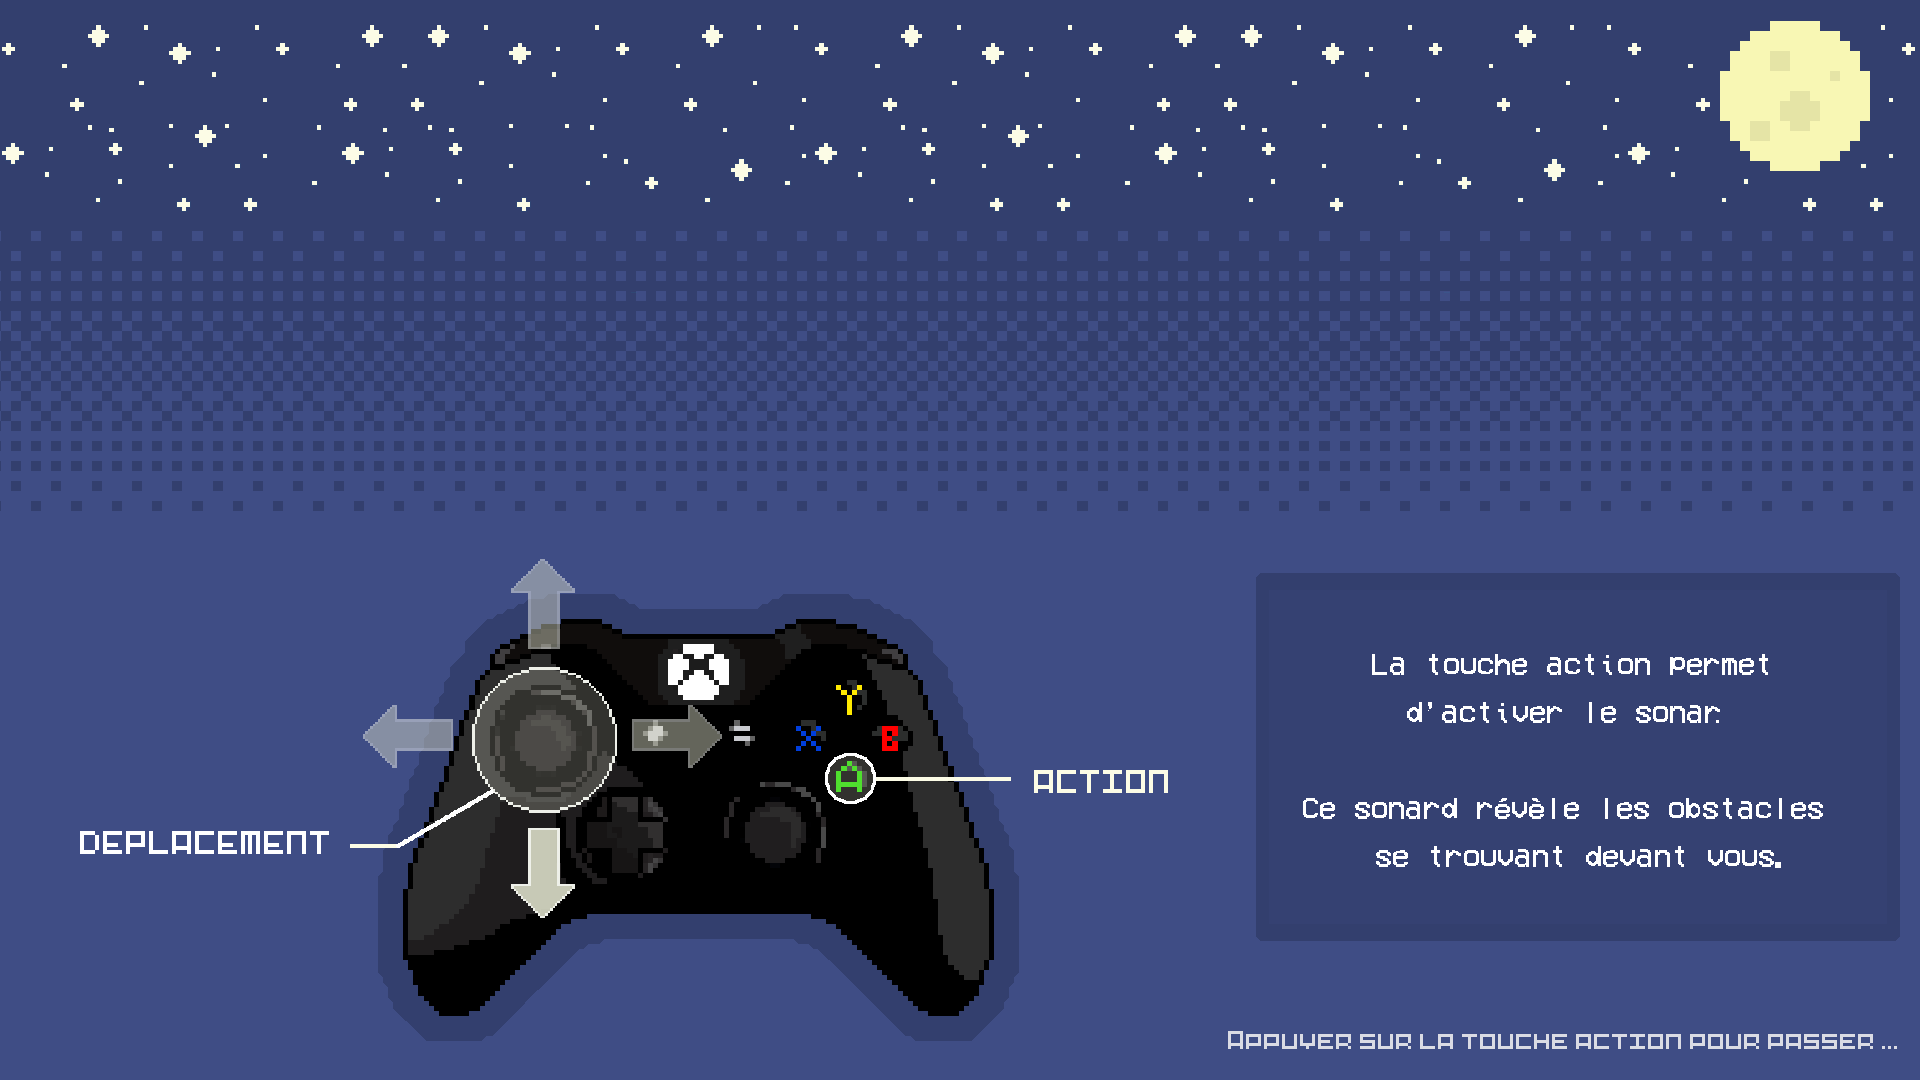 Y
X
B
A
ACTION
DEPLACEMENT
La touche action permet
d'activer le sonar.
Ce sonard révèle les obstacles
se trouvant devant vous.
APPUYER SUR LA TOUCHE ACTION POUR PASSER ...